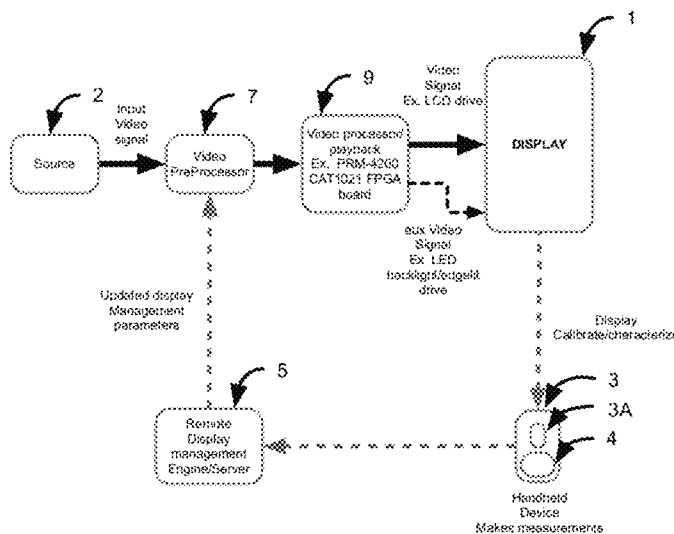 1
9
Video
Signal
Ex. LCD drive
2
Input
Video
signal
7
Source
Video
PreProcessor
Video processor/
playback
Ex. PRM-4200
CAT1021 FPGA
board
DISPLAY
aux Video
Signal
Ex. LED
backlight/edgelit
drive
Updated display
Management
parameters
Display
Calibrate/characterize
5
3
3A
4
Remote
Display
management
Engine/Server
Handheld
Device
Makes measurements